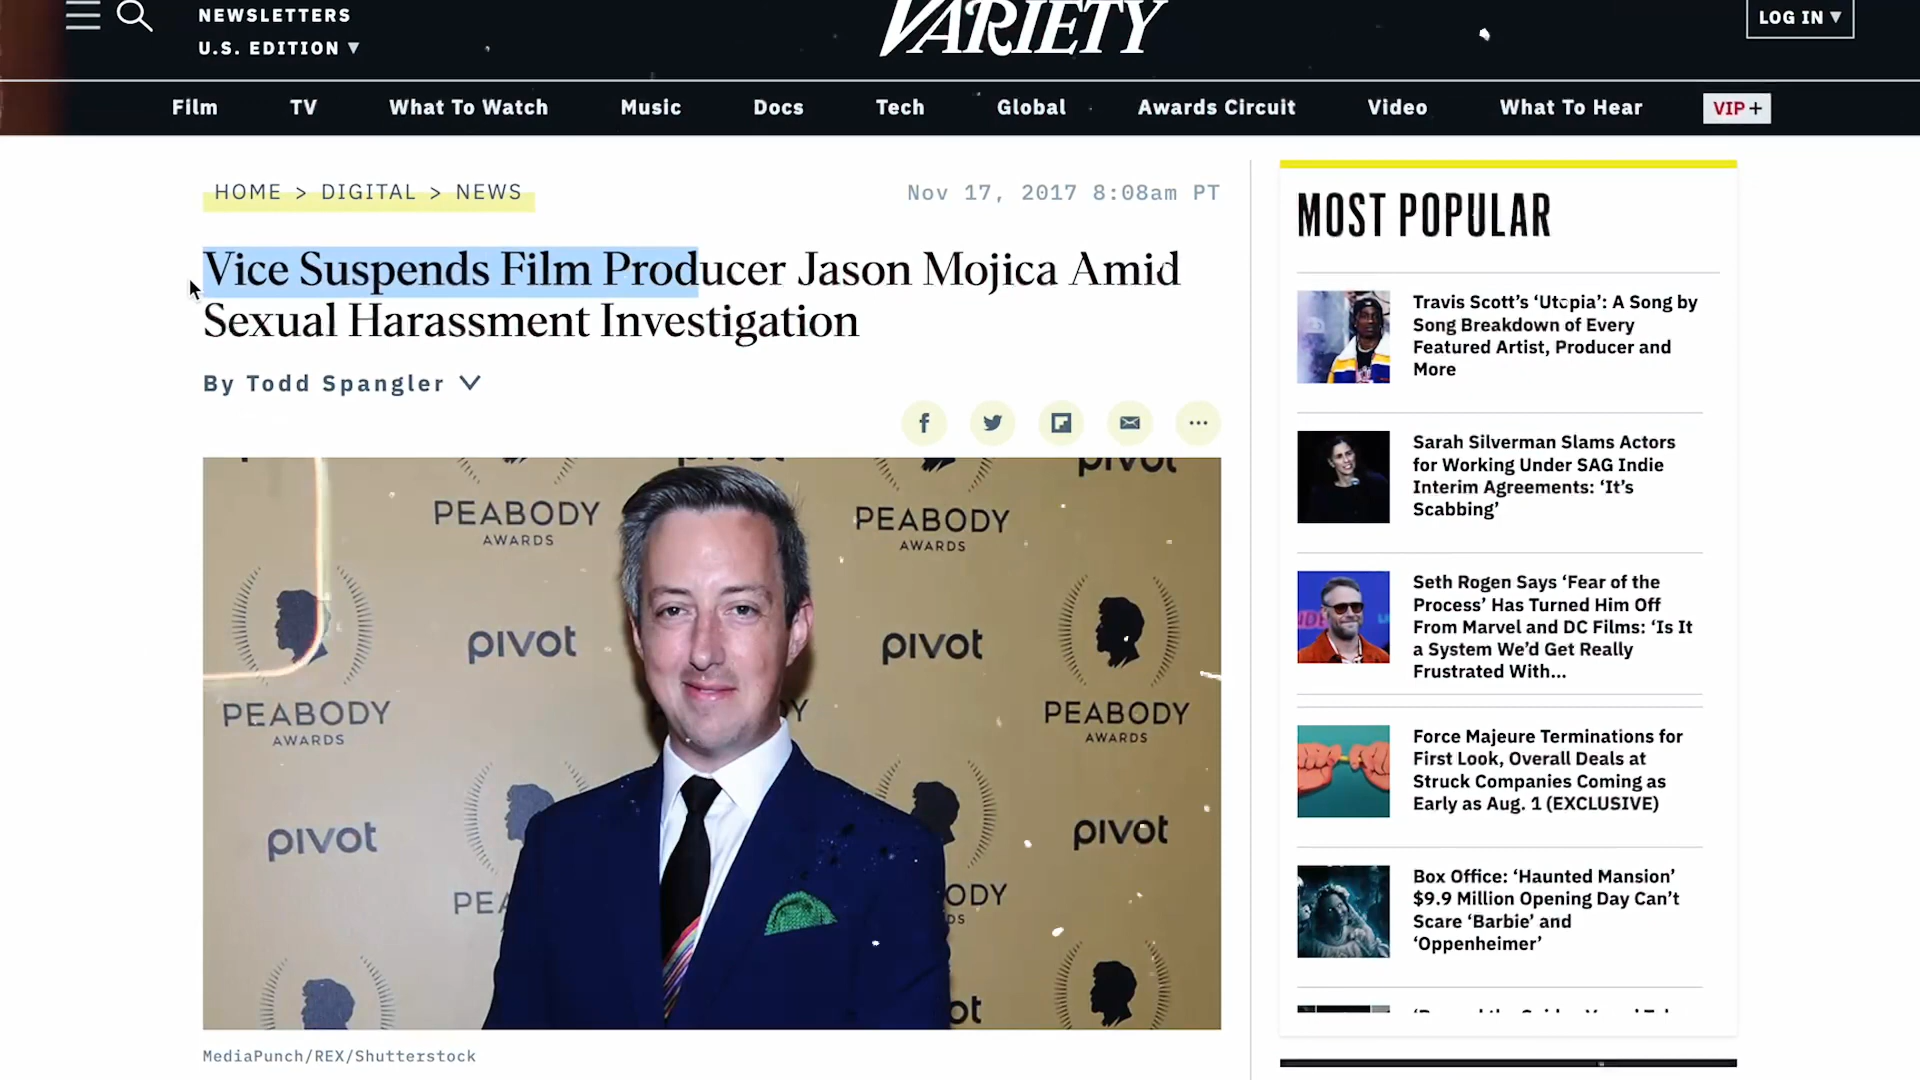 NEWSLETTERS
U.S. EDITION
VARIETY
LOG IN
Film
TV
What To Watch
Music
Docs
Tech
Global
Awards Circuit
Video
What To Hear
VIP+
HOME > DIGITAL > NEWS
Nov 17, 2017 8:08am PT
Vice Suspends Film Producer Jason Mojica Amid
Sexual Harassment Investigation
By Todd Spangler
pivot
pivot
PEABODY
AWARDS
PEABODY
AWARDS
pivot
pivot
PEABODY
AWARDS
PEABODY
AWARDS
pivot
pivot
MediaPunch/REX/Shutterstock
MOST POPULAR
Travis Scott's ‘Utopia’: A Song by
Song Breakdown of Every
Featured Artist, Producer and
More
Sarah Silverman Slams Actors
for Working Under SAG Indie
Interim Agreements: ‘It’s
Scabbing’
Seth Rogen Says ‘Fear of the
Process’ Has Turned Him Off
From Marvel and DC Films: ‘Is It
a System We’d Get Really
Frustrated With...
Force Majeure Terminations for
First Look, Overall Deals at
Struck Companies Coming as
Early as Aug. 1 (EXCLUSIVE)
Box Office: ‘Haunted Mansion’
$9.9 Million Opening Day Can’t
Scare ‘Barbie’ and
‘Oppenheimer’